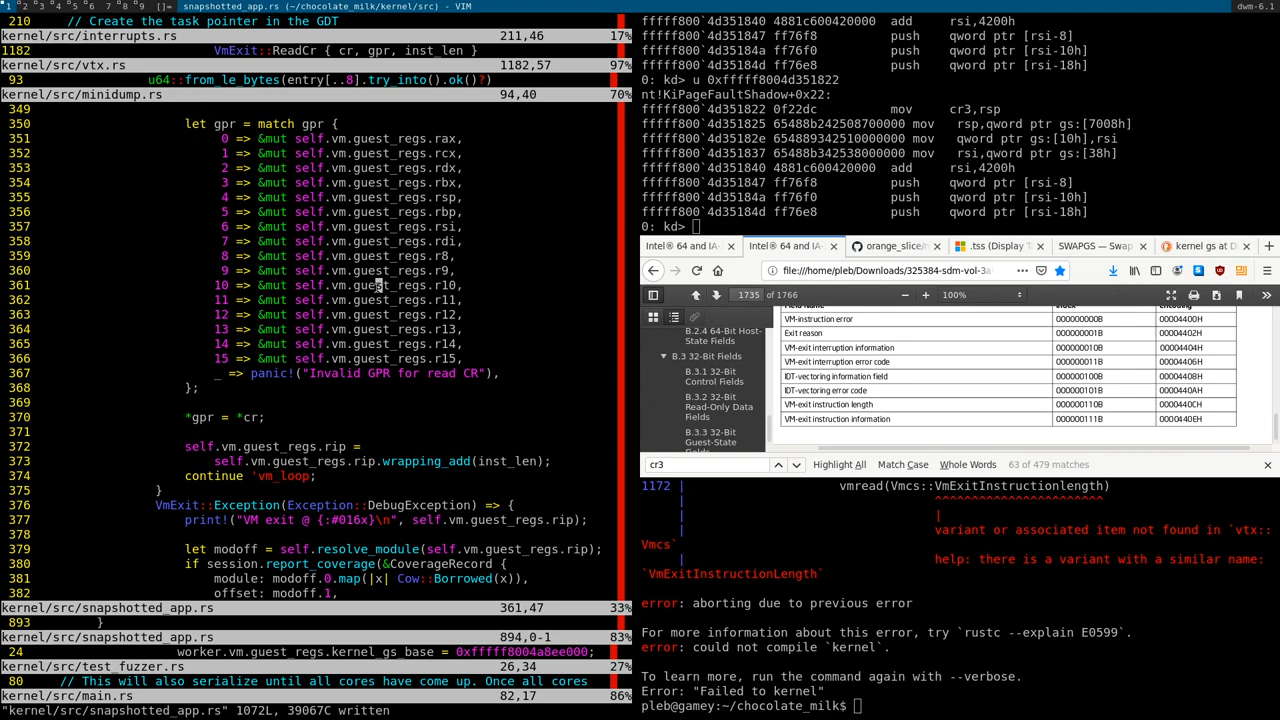 1 2 3 4 5 6 7 8 9 []= snapshotted_app.rs (~/chocolate_milk/kernel/src) - VIM dwm-6.1
210 // Create the task pointer in the GDT
kernel/src/interrupts.rs 211,46 17%
1182 VmExit::ReadCr { cr, gpr, inst_len }
kernel/src/vtx.rs 1182,57 97%
93 u64::from_le_bytes(entry[..8].try_into().ok()?)
kernel/src/minidump.rs 94,40 70%
349
350 let gpr = match gpr {
351 0 => &mut self.vm.guest_regs.rax,
352 1 => &mut self.vm.guest_regs.rcx,
353 2 => &mut self.vm.guest_regs.rdx,
354 3 => &mut self.vm.guest_regs.rbx,
355 4 => &mut self.vm.guest_regs.rsp,
356 5 => &mut self.vm.guest_regs.rbp,
357 6 => &mut self.vm.guest_regs.rsi,
358 7 => &mut self.vm.guest_regs.rdi,
359 8 => &mut self.vm.guest_regs.r8,
360 9 => &mut self.vm.guest_regs.r9,
361 10 => &mut self.vm.guest_regs.r10,
362 11 => &mut self.vm.guest_regs.r11,
363 12 => &mut self.vm.guest_regs.r12,
364 13 => &mut self.vm.guest_regs.r13,
365 14 => &mut self.vm.guest_regs.r14,
366 15 => &mut self.vm.guest_regs.r15,
367 _ => panic!("Invalid GPR for read CR"),
368 };
369
370 *gpr = *cr;
371
372 self.vm.guest_regs.rip =
373 self.vm.guest_regs.rip.wrapping_add(inst_len);
374 continue 'vm_loop;
375 }
376 VmExit::Exception(Exception::DebugException) => {
377 print!("VM exit @ {:#016x}\n", self.vm.guest_regs.rip);
378
379 let modoff = self.resolve_module(self.vm.guest_regs.rip);
380 if session.report_coverage(&CoverageRecord {
381 module: modoff.0.map(|x| Cow::Borrowed(x)),
382 offset: modoff.1,
kernel/src/snapshotted_app.rs 361,47 33%
893 }
kernel/src/snapshotted_app.rs 894,0-1 83%
24 worker.vm.guest_regs.kernel_gs_base = 0xfffff8004a8ee000;
kernel/src/test_fuzzer.rs 26,34 27%
80 // This will also serialize until all cores have come up. Once all cores
kernel/src/main.rs 82,17 86%
"kernel/src/snapshotted_app.rs" 1072L, 39067C written
fffff800`4d351840 4881c600420000 add rsi,4200h
fffff800`4d351847 ff76f8 push qword ptr [rsi-8]
fffff800`4d35184a ff76f0 push qword ptr [rsi-10h]
fffff800`4d35184d ff76e8 push qword ptr [rsi-18h]
0: kd> u 0xfffff8004d351822
nt!KiPageFaultShadow+0x22:
fffff800`4d351822 0f22dc mov cr3,rsp
fffff800`4d351825 65488b242508700000 mov rsp,qword ptr gs:[7008h]
fffff800`4d35182e 654889342510000000 mov qword ptr gs:[10h],rsi
fffff800`4d351837 65488b342538000000 mov rsi,qword ptr gs:[38h]
fffff800`4d351840 4881c600420000 add rsi,4200h
fffff800`4d351847 ff76f8 push qword ptr [rsi-8]
fffff800`4d35184a ff76f0 push qword ptr [rsi-10h]
fffff800`4d35184d ff76e8 push qword ptr [rsi-18h]
0: kd>
Intel® 64 and IA- Intel® 64 and IA- orange_slice/ .tss (Display T SWAPGS — Swap kernel gs at D
file:///home/pleb/Downloads/325384-sdm-vol-3a
1735 of 1766 100%
B.2.4 64-Bit Host-State Fields
B.3 32-Bit Fields
B.3.1 32-Bit Control Fields
B.3.2 32-Bit Read-Only Data Fields
B.3.3 32-Bit Guest-State
VM-instruction error 000000000B 00004400H
Exit reason 000000001B 00004402H
VM-exit interruption information 000000010B 00004404H
VM-exit interruption error code 000000011B 00004406H
IDT-vectoring information field 000000100B 00004408H
IDT-vectoring error code 000000101B 0000440AH
VM-exit instruction length 000000110B 0000440CH
VM-exit instruction information 000000111B 0000440EH
cr3 Highlight All Match Case Whole Words 63 of 479 matches
1172 | vmread(Vmcs::VmExitInstructionlength)
| ^^^^^^^^^^^^^^^^^^^^^^^
| |
| variant or associated item not found in `vtx::
Vmcs`
| help: there is a variant with a similar name:
`VmExitInstructionLength`
error: aborting due to previous error
For more information about this error, try `rustc --explain E0599`.
error: could not compile `kernel`.
To learn more, run the command again with --verbose.
Error: "Failed to kernel"
pleb@gamey:~/chocolate_milk$